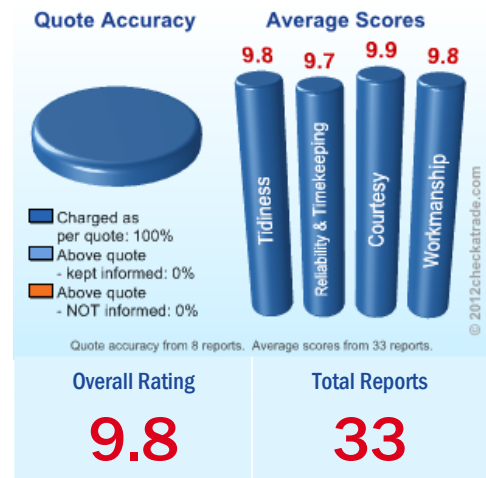 Quote Accuracy
Charged as
per quote: 100%
Above quote
- kept informed: 0%
Above quote
- NOT informed: 0%
Average Scores
9.8
9.7
9.9
9.8
Tidiness
Reliability & Timekeeping
Courtesy
Workmanship
© 2012checkatrade.com
Quote accuracy from 8 reports. Average scores from 33 reports.
Overall Rating
9.8
Total Reports
33